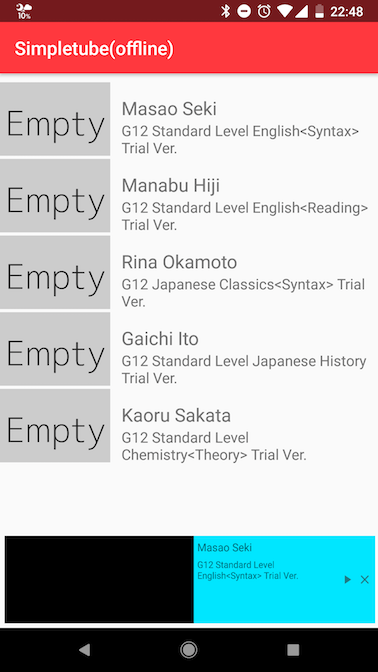 10%
22:48
Simpletube(offline)
Empty
Masao Seki
G12 Standard Level English<Syntax>
Trial Ver.
Empty
Manabu Hiji
G12 Standard Level English<Reading>
Trial Ver.
Empty
Rina Okamoto
G12 Japanese Classics<Syntax> Trial
Ver.
Empty
Gaichi Ito
G12 Standard Level Japanese History
Trial Ver.
Empty
Kaoru Sakata
G12 Standard Level
Chemistry<Theory> Trial Ver.
Masao Seki
G12 Standard Level
English<Syntax> Trial Ver.